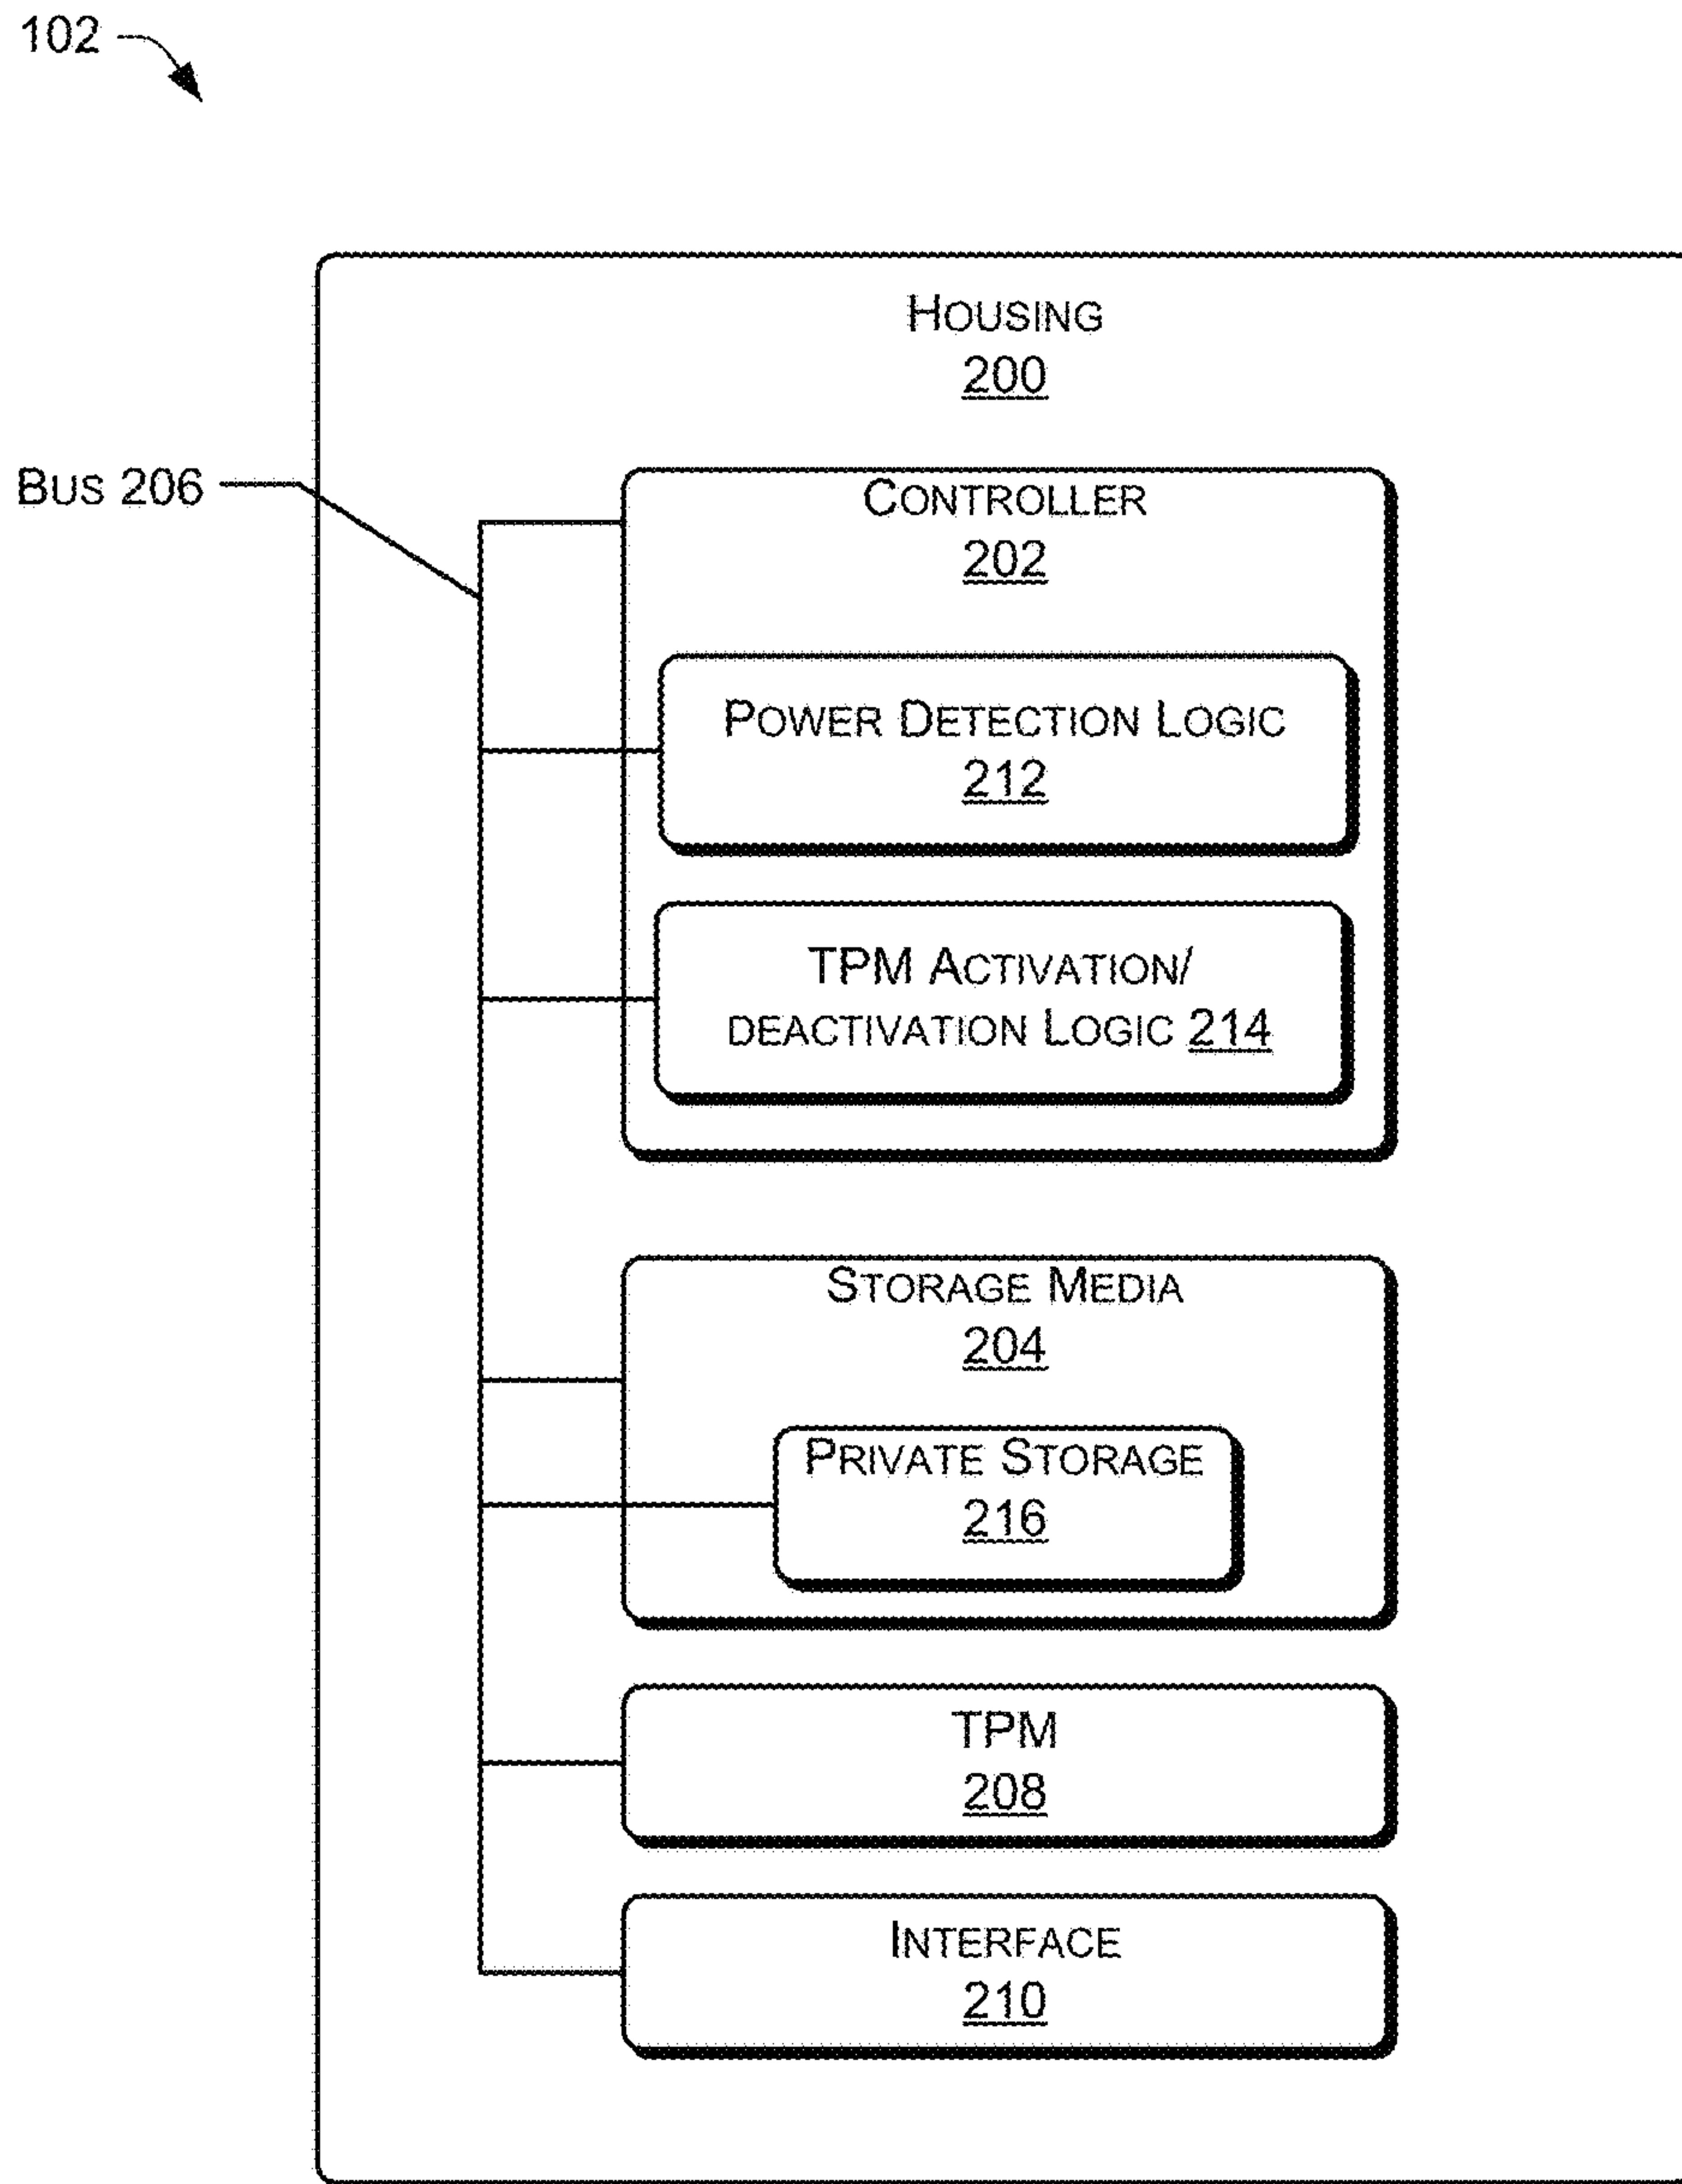 102
HOUSING
200
BUS 206
CONTROLLER
202
POWER DETECTION LOGIC
212
TPM ACTIVATION/
DEACTIVATION LOGIC 214
STORAGE MEDIA
204
PRIVATE STORAGE
216
TPM
208
INTERFACE
210